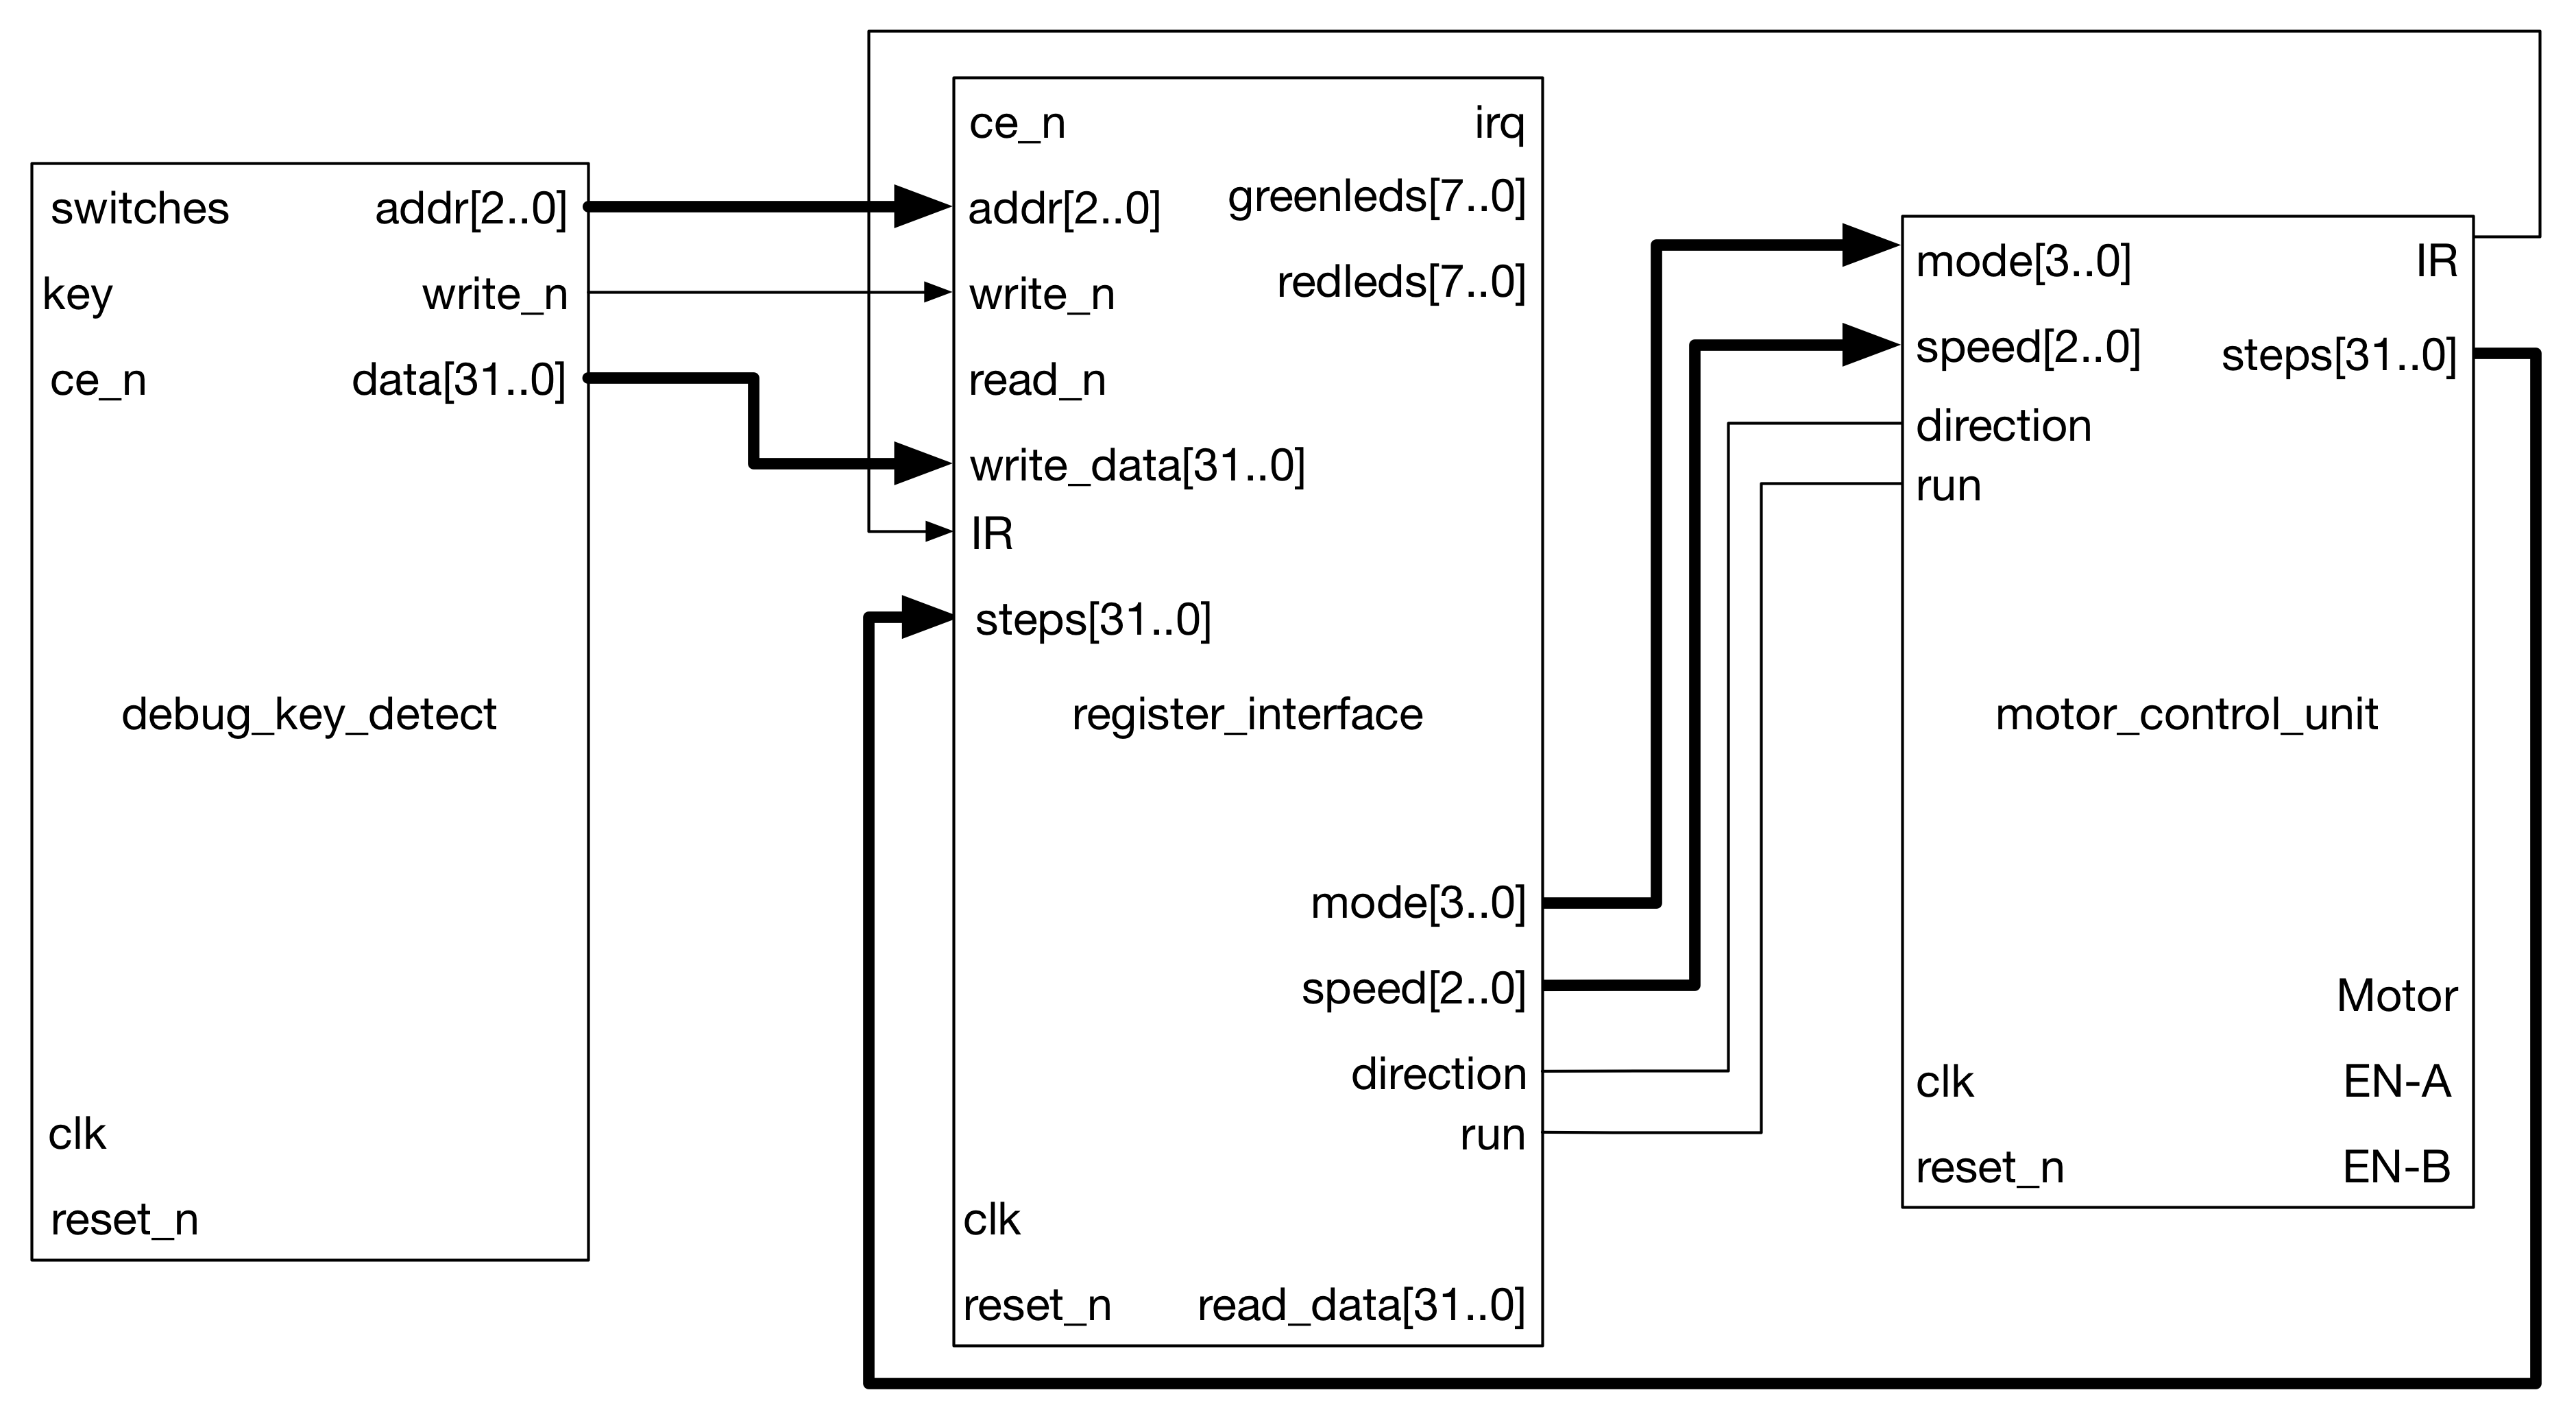 switches
addr[2..0]
key
write_n
ce_n
data[31..0]
debug_key_detect
clk
reset_n
ce_n
irq
addr[2..0]
greenleds[7..0]
write_n
redleds[7..0]
read_n
write_data[31..0]
IR
steps[31..0]
register_interface
mode[3..0]
speed[2..0]
direction
run
clk
reset_n
read_data[31..0]
mode[3..0]
IR
speed[2..0]
steps[31..0]
direction
run
motor_control_unit
Motor
clk
EN-A
reset_n
EN-B